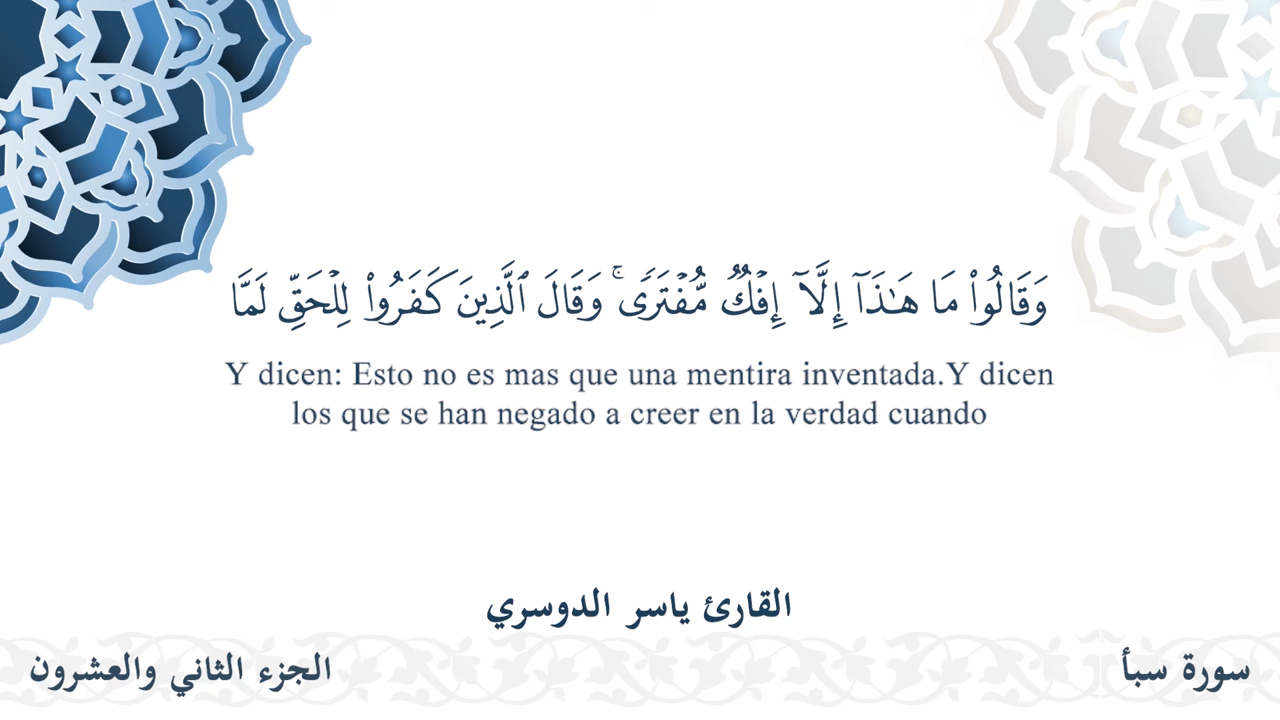 وَقَالُوا۟ مَا هَـٰذَآ إِلَّآ إِفْكٌ مُّفْتَرًى ۚ وَقَالَ ٱلَّذِينَ كَفَرُوا۟ لِلْحَقِّ لَمَّا
Y dicen: Esto no es mas que una mentira inventada.Y dicen
los que se han negado a creer en la verdad cuando
القارئ ياسر الدوسري
سورة سبأ
الجزء الثاني والعشرون